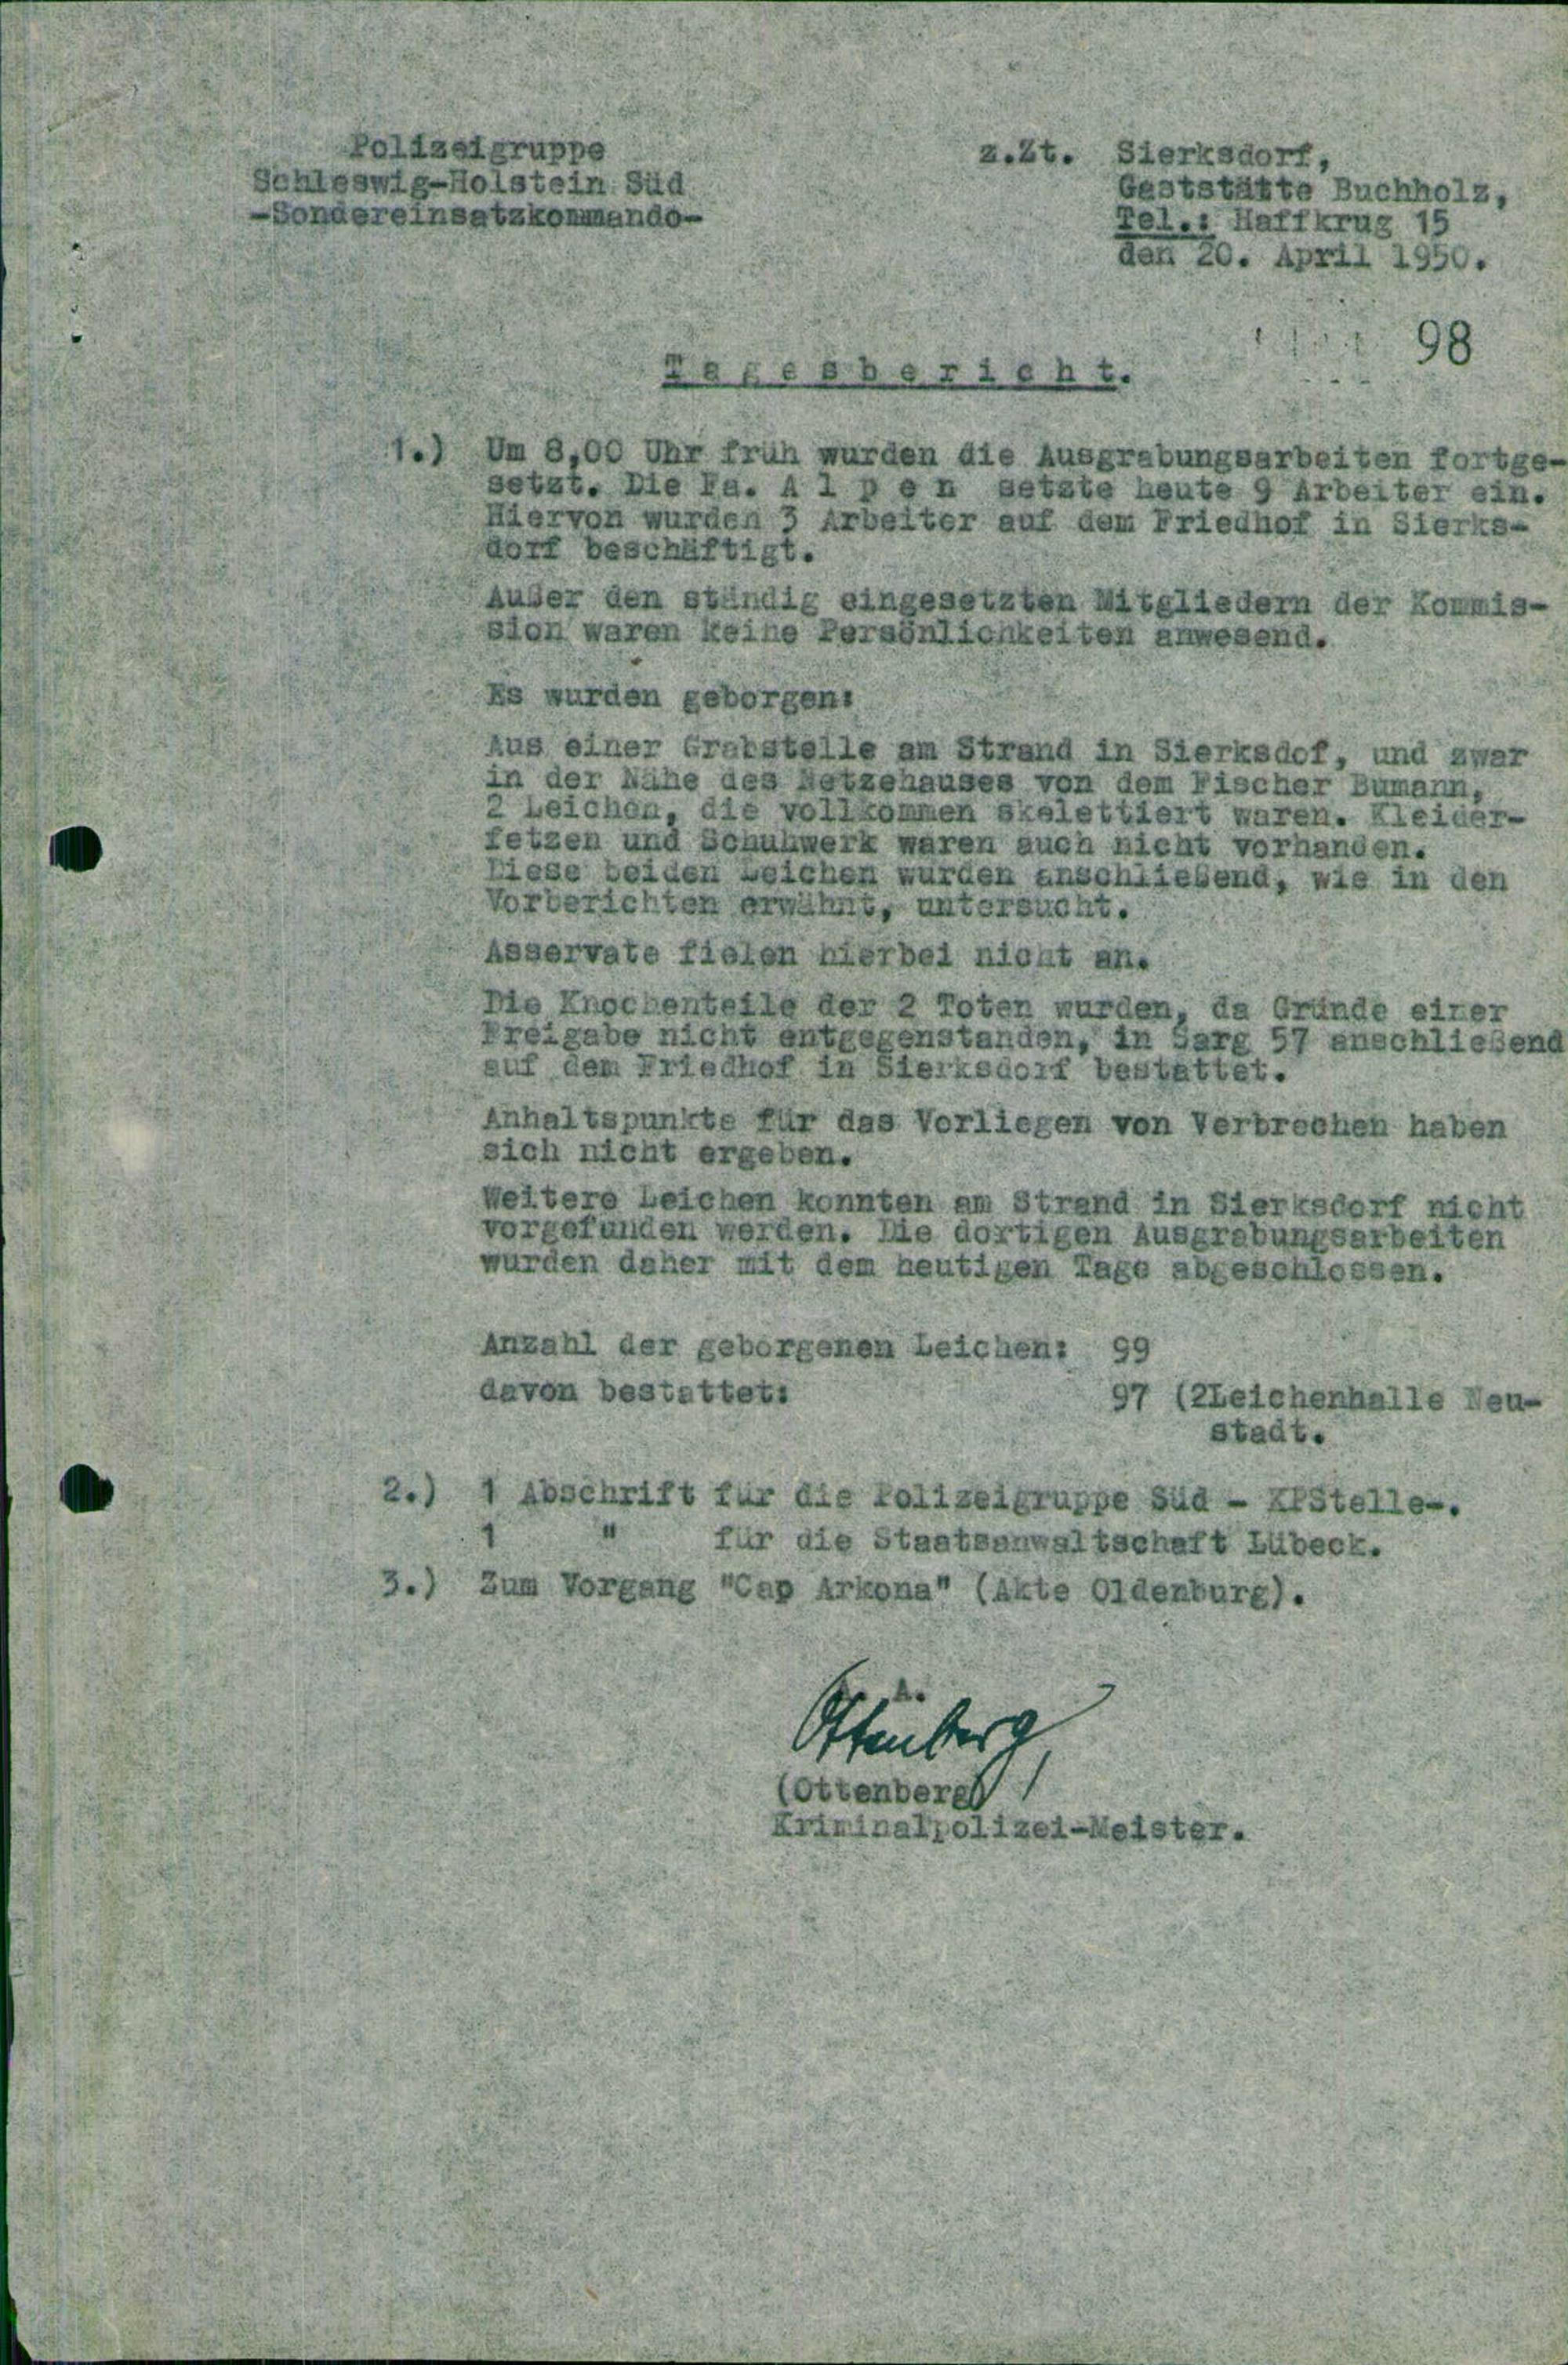 Polizeigruppe
Schleswig-Holstein Süd
-Sondereinsatzkommando-
z.Zt. Sierksdorf,
Gaststätte Buchholz,
Tel.: Haffkrug 15
den 20. April 1950.
98
T a g e s b e r i c h t.
1.) Um 8,00 Uhr früh wurden die Ausgrabungsarbeiten fortge-
setzt. Die Fa. A l p e n setzte heute 9 Arbeiter ein.
Hiervon wurden 3 Arbeiter auf dem Friedhof in Sierks-
dorf beschäftigt.
Außer den ständig eingesetzten Mitgliedern der Kommis-
sion waren keine Persönlichkeiten anwesend.
Es wurden geborgen:
Aus einer Grabstelle am Strand in Sierksdof, und zwar
in der Nähe des Netzehauses von dem Fischer Bumann,
2 Leichen, die vollkommen skelettiert waren. Kleider-
fetzen und Schuhwerk waren auch nicht vorhanden.
Diese beiden Leichen wurden anschließend, wie in den
Vorberichten erwähnt, untersucht.
Asservate fielen hierbei nicht an.
Die Knochenteile der 2 Toten wurden, da Gründe einer
Freigabe nicht entgegenstanden, in Sarg 57 anschließend
auf dem Friedhof in Sierksdorf bestattet.
Anhaltspunkte für das Vorliegen von Verbrechen haben
sich nicht ergeben.
Weitere Leichen konnten am Strand in Sierksdorf nicht
vorgefunden werden. Die dortigen Ausgrabungsarbeiten
wurden daher mit dem heutigen Tage abgeschlossen.
Anzahl der geborgenen Leichen: 99
davon bestattet: 97 (2Leichenhalle Neu-
stadt.
2.) 1 Abschrift für die Polizeigruppe Süd - KPStelle-.
1 " für die Staatsanwaltschaft Lübeck.
3.) Zum Vorgang "Cap Arkona" (Akte Oldenburg).
A.
Ottenberg
(Ottenberg)
Kriminalpolizei-Meister.